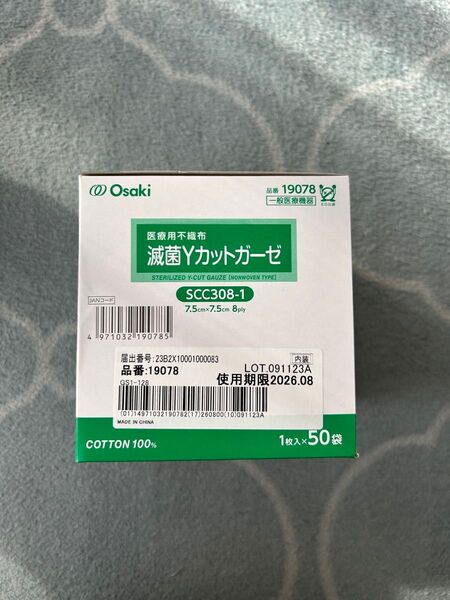 Osaki
品番 19078
一般医療機器
医療用不織布
滅菌Yカットガーゼ
STERILIZED Y-CUT GAUZE [NONWOVEN TYPE]
SCC308-1
7.5cm×7.5cm 8ply
JANコード
4 971032 190785
届出番号:23B2X10001000083
内装
品番:19078
LOT.091123A
使用期限2026.08
GS1-128
(01)14971032190782(17)260800(10)091123A
MADE IN CHINA
COTTON 100%
1枚入×50袋